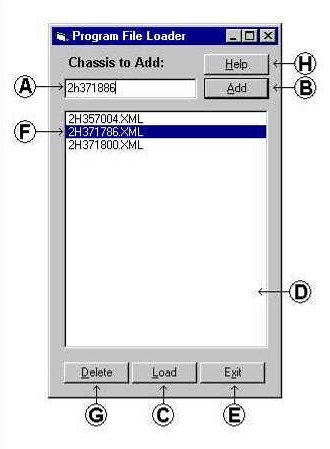 Program File Loader
Chassis to Add:
Help
H
A
2h371886
Add
B
F
2H357004.XML
2H371786.XML
2H371800.XML
D
Delete
Load
Exit
G
C
E